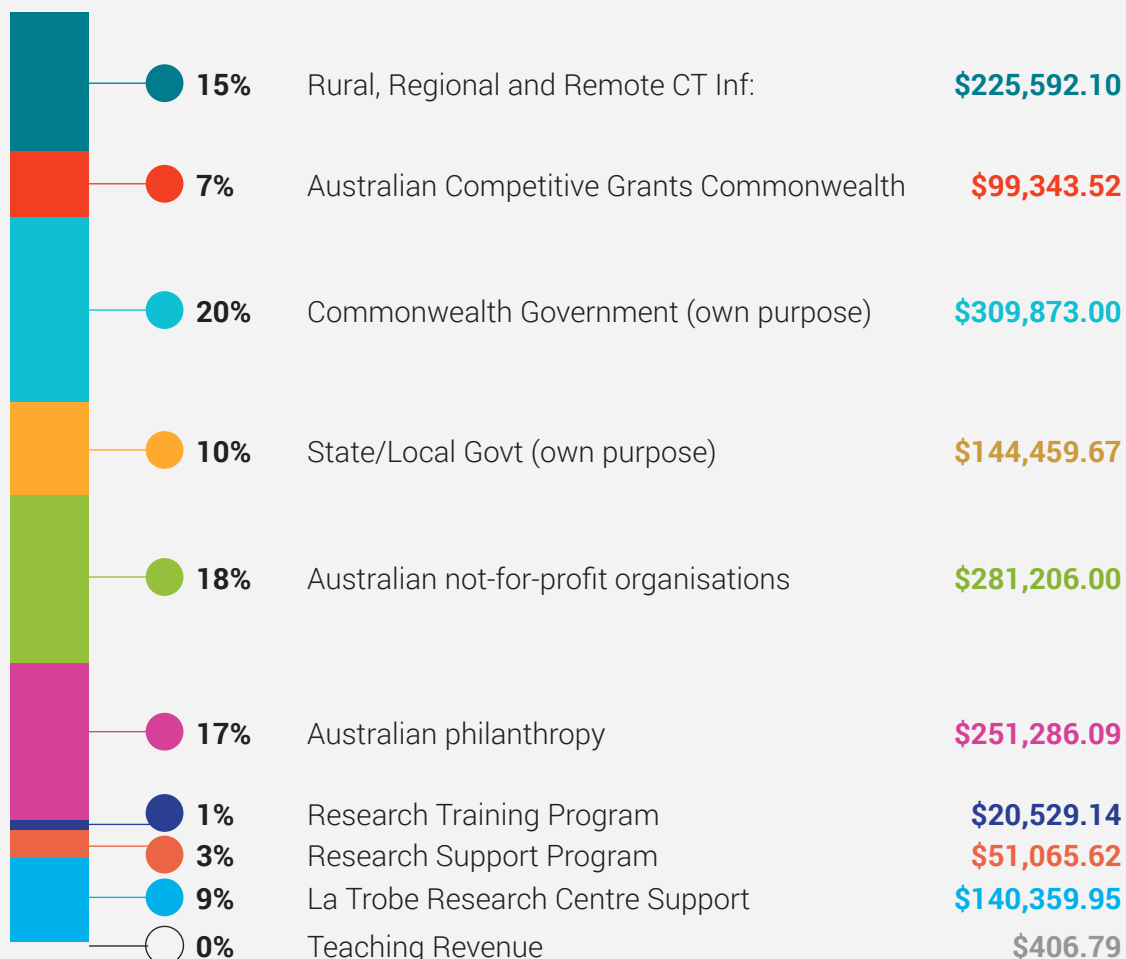 15% Rural, Regional and Remote CT Inf: $225,592.10
7% Australian Competitive Grants Commonwealth $99,343.52
20% Commonwealth Government (own purpose) $309,873.00
10% State/Local Govt (own purpose) $144,459.67
18% Australian not-for-profit organisations $281,206.00
17% Australian philanthropy $251,286.09
1% Research Training Program $20,529.14
3% Research Support Program $51,065.62
9% La Trobe Research Centre Support $140,359.95
0% Teaching Revenue $406.79